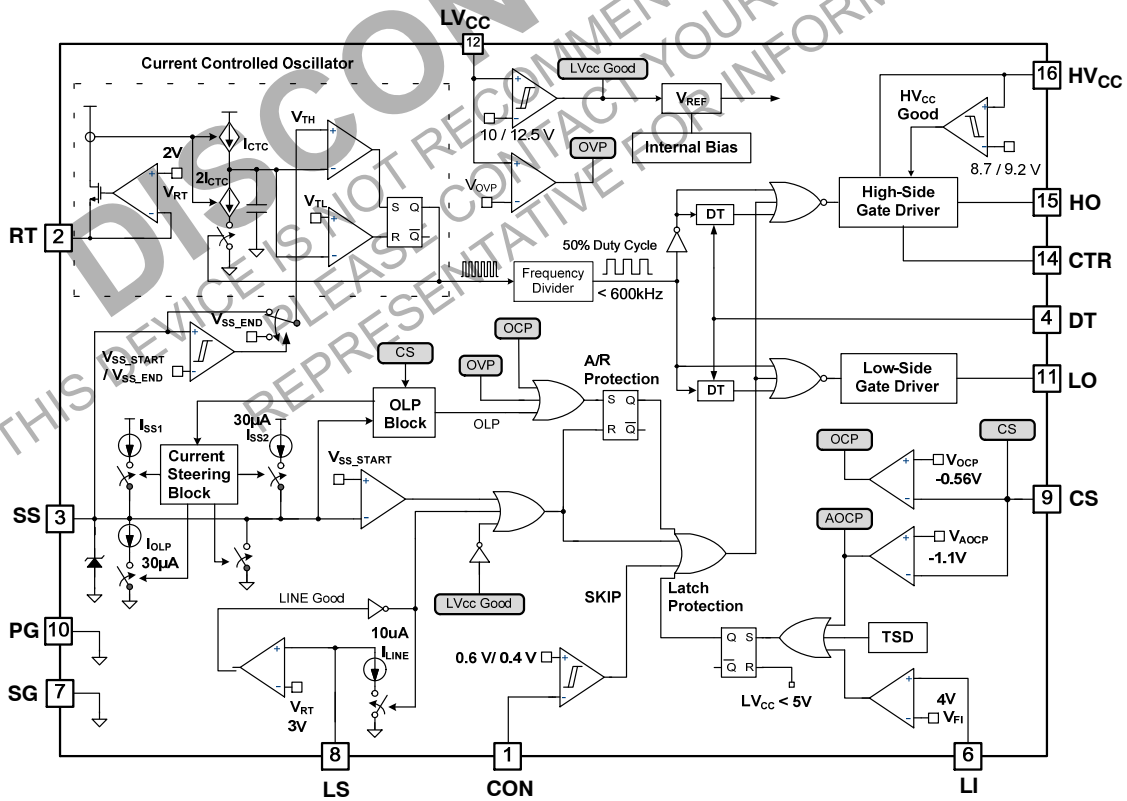 LVCC
12
DISCON
THIS DEVICE IS NOT RECOMMEN
PLEASE CONTACT YOUR
REPRESENTATIVE FOR INFORM
Current Controlled Oscillator
LVcc Good
VREF
10 / 12.5 V
Internal Bias
OVP
VOVP
HVCC Good
8.7 / 9.2 V
16 HVCC
VTH
ICTC
2V
VRT
2ICTC
VTL
S Q
R Q
RT 2
DT
High-Side Gate Driver
15 HO
14 CTR
50% Duty Cycle
Frequency Divider
< 600kHz
4 DT
VSS_END
VSS_START / VSS_END
OCP
CS
OVP
A/R Protection
OLP Block
OLP
S Q
R Q
DT
Low-Side Gate Driver
11 LO
ISS1
30µA
ISS2
Current Steering Block
VSS_START
OCP
CS
VOCP
-0.56V
9 CS
SS 3
IOLP
30µA
AOCP
VAOCP
-1.1V
LINE Good
LVcc Good
SKIP
Latch Protection
PG 10
10uA
ILINE
0.6 V/ 0.4 V
Q S
Q R
TSD
SG 7
VRT
3V
LVCC < 5V
4V
VFI
8
LS
1
CON
6
LI